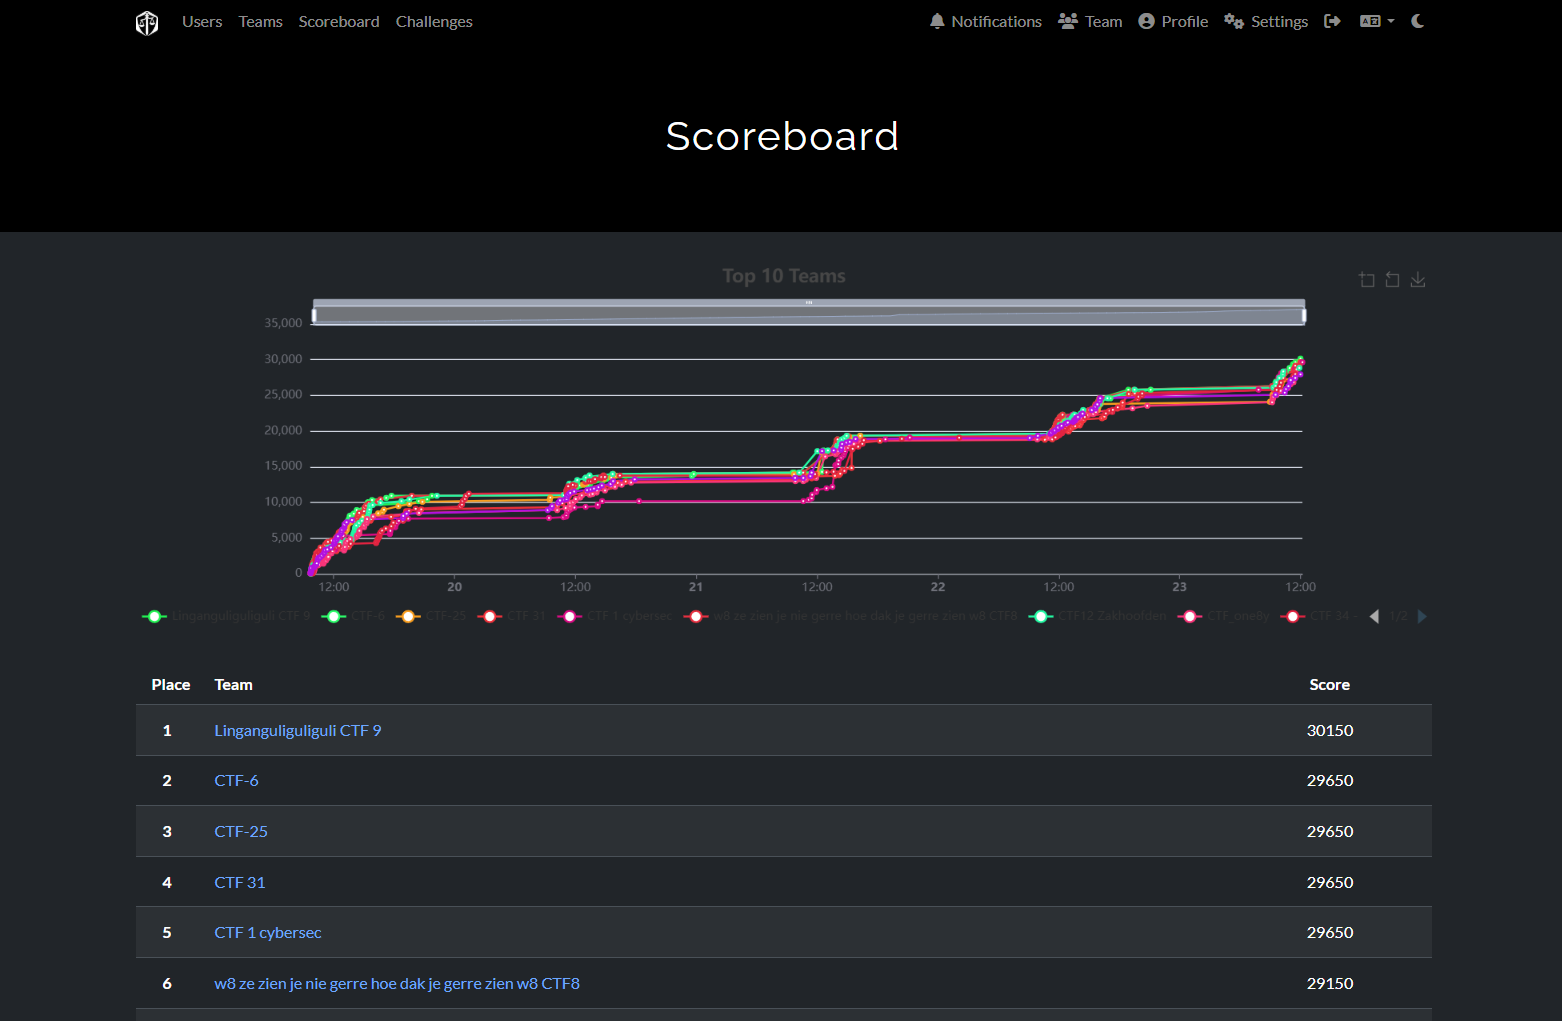 Users Teams Scoreboard Challenges Notifications Team Profile Settings
Scoreboard
Top 10 Teams
35,000
30,000
25,000
20,000
15,000
10,000
5,000
0
12:00 20 12:00 21 12:00 22 12:00 23 12:00
Linganguliguliguli CTF 9 CTF-6 CTF-25 CTF 31 CTF 1 cybersec w8 ze zien je nie gerre hoe dak je gerre zien w8 CTF8 CTF12 Zakhoofden CTF_one8y CTF 34 - 1/2
Place Team Score
1 Linganguliguliguli CTF 9 30150
2 CTF-6 29650
3 CTF-25 29650
4 CTF 31 29650
5 CTF 1 cybersec 29650
6 w8 ze zien je nie gerre hoe dak je gerre zien w8 CTF8 29150